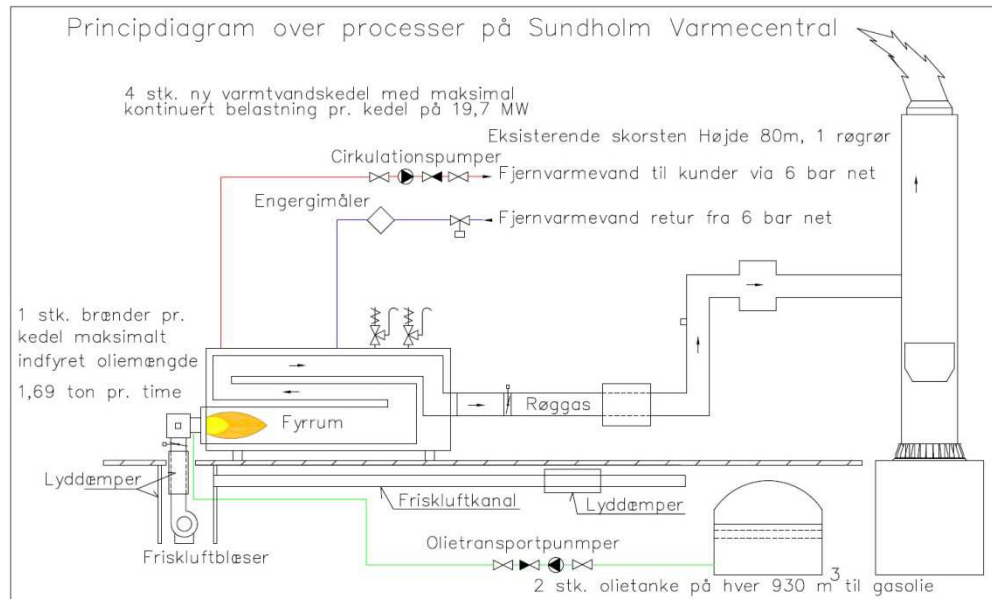 Principdiagram over processer på Sundholm Varmecentral
4 stk. ny varmtvandskedel med maksimal
kontinuert belastning pr. kedel på 19,7 MW
Eksisterende skorsten Højde 80m, 1 røgrør
Cirkulationspumper
Fjernvarmevand til kunder via 6 bar net
Engergimåler
Fjernvarmevand retur fra 6 bar net
1 stk. brænder pr.
kedel maksimalt
indfyret oliemængde
1,69 ton pr. time
Røggas
Fyrrum
Lyddæmper
Friskluftkanal
Lyddæmper
Friskluftblæser
Olietransportpunmper
2 stk. olietanke på hver 930 m³ til gasolie